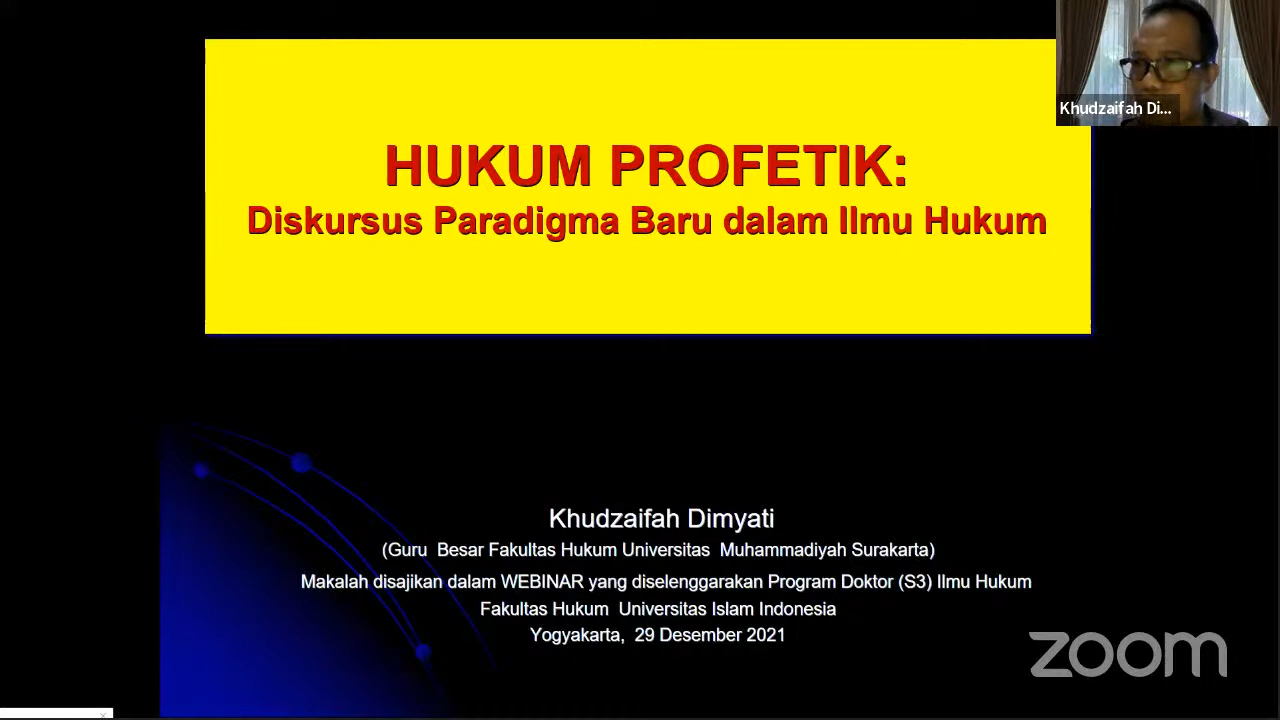 Khudzaifah Di...
HUKUM PROFETIK:
Diskursus Paradigma Baru dalam Ilmu Hukum
Khudzaifah Dimyati
(Guru Besar Fakultas Hukum Universitas Muhammadiyah Surakarta)
Makalah disajikan dalam WEBINAR yang diselenggarakan Program Doktor (S3) Ilmu Hukum
Fakultas Hukum Universitas Islam Indonesia
Yogyakarta, 29 Desember 2021
zoom